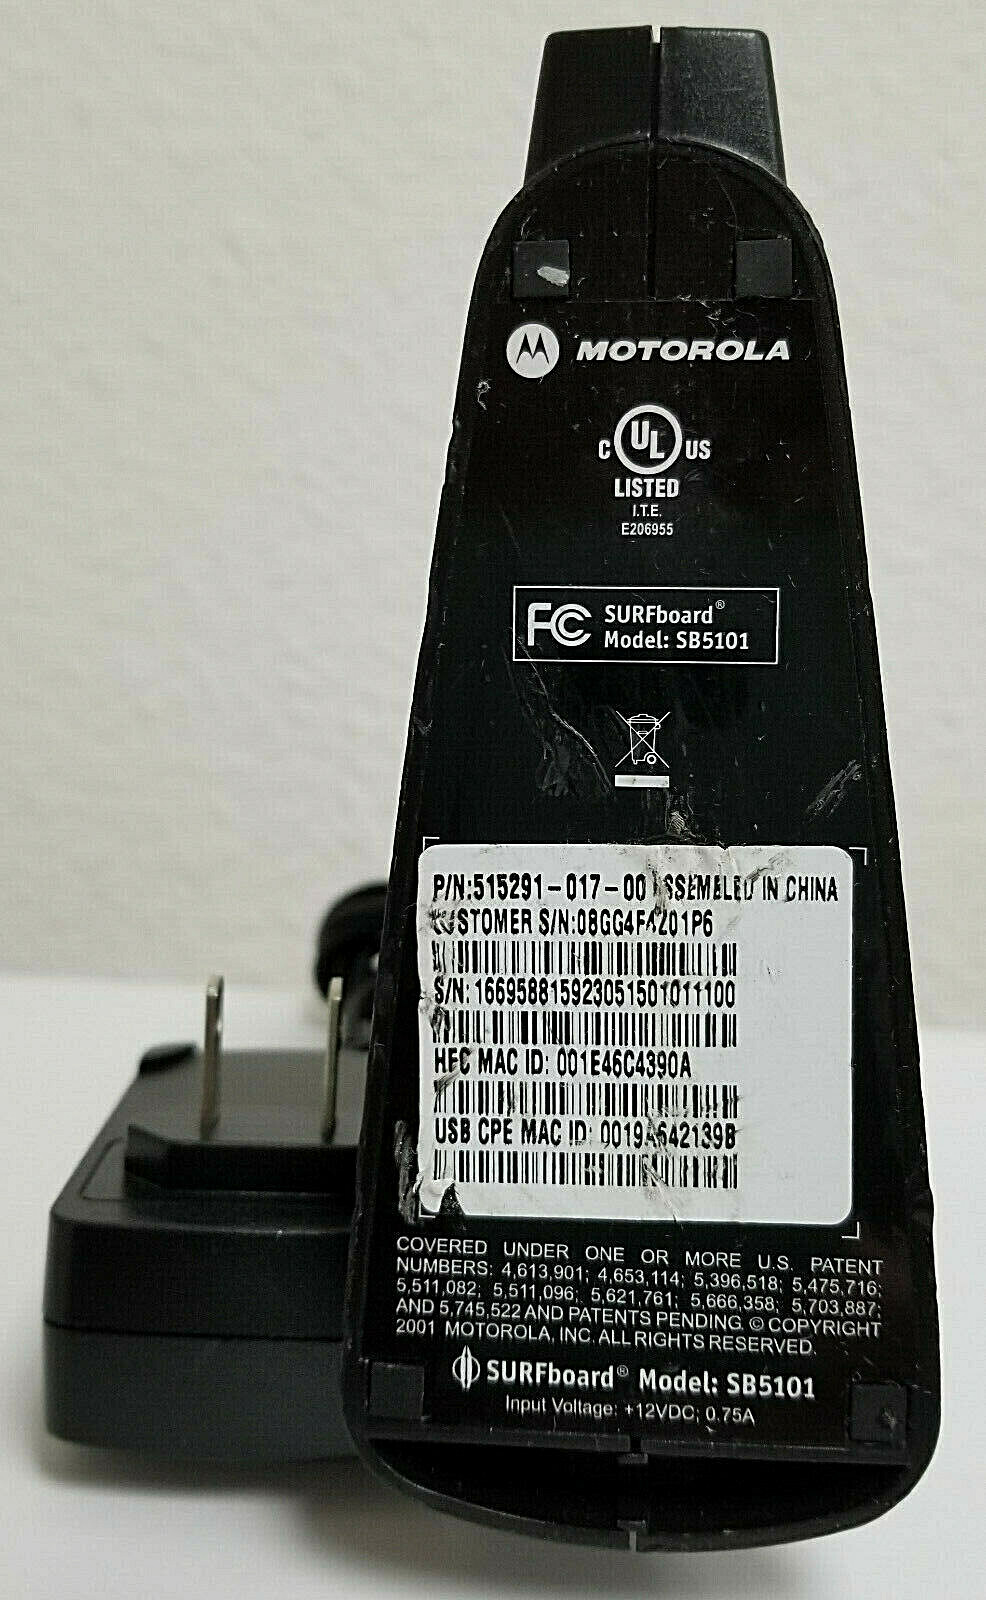 MOTOROLA
C UL US
LISTED
I.T.E.
E206955
FC SURFboard®
Model: SB5101
P/N:515291-017-00 ASSEMBLED IN CHINA
CUSTOMER S/N:08GG4F4Z01P6
S/N: 166958815923051501011100
HFC MAC ID: 001E46C4390A
USB CPE MAC ID: 0019A642139B
COVERED UNDER ONE OR MORE U.S. PATENT
NUMBERS: 4,613,901; 4,653,114; 5,396,518; 5,475,716;
5,511,082; 5,511,096; 5,621,761; 5,666,358; 5,703,887;
AND 5,745,522 AND PATENTS PENDING. © COPYRIGHT
2001 MOTOROLA, INC. ALL RIGHTS RESERVED.
SURFboard® Model: SB5101
Input Voltage: +12VDC; 0.75A